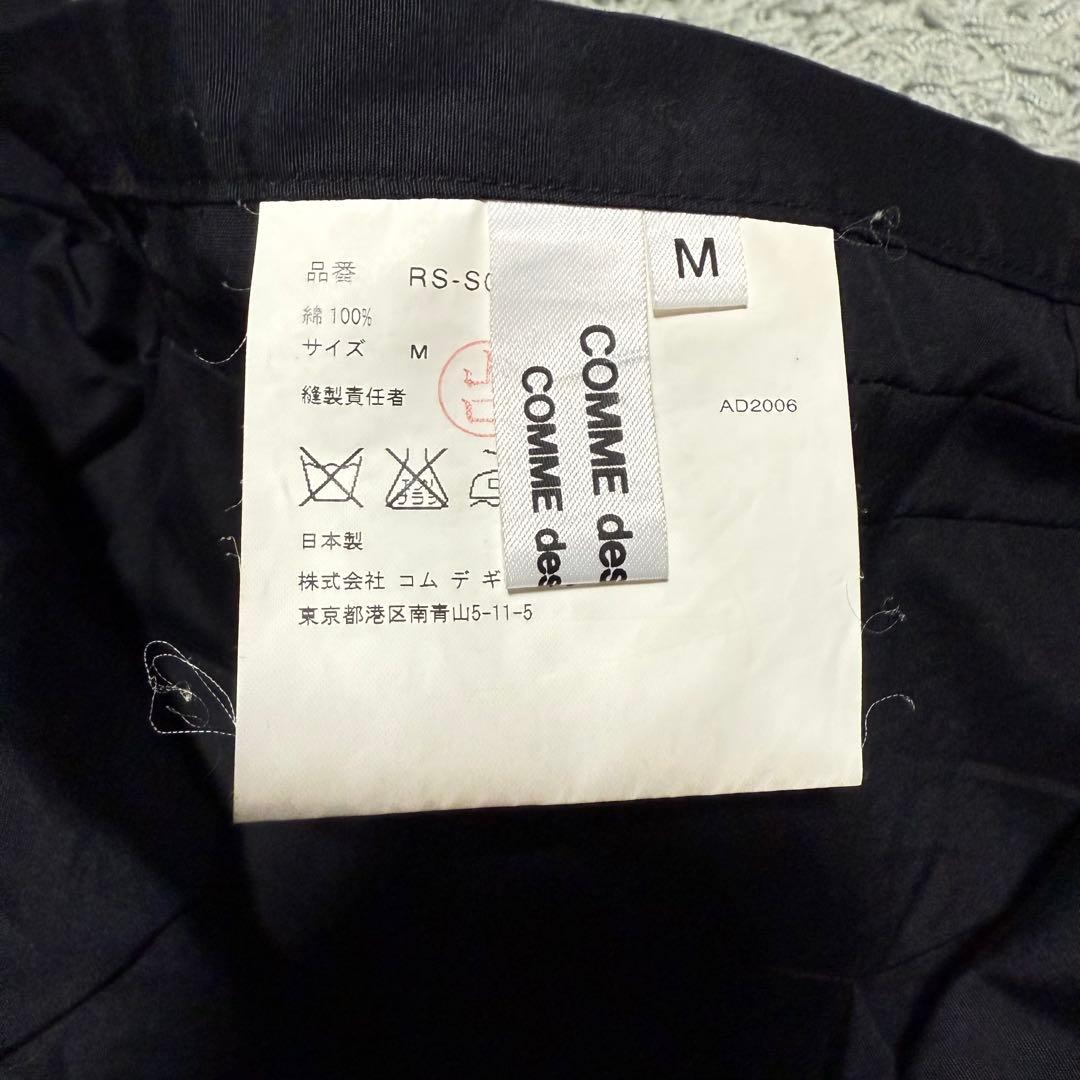 品番 RS-S
綿 100%
サイズ M
縫製責任者
日本製
株式会社 コム デ ギ
東京都港区南青山5-11-5
COMME des
COMME des
M
AD2006